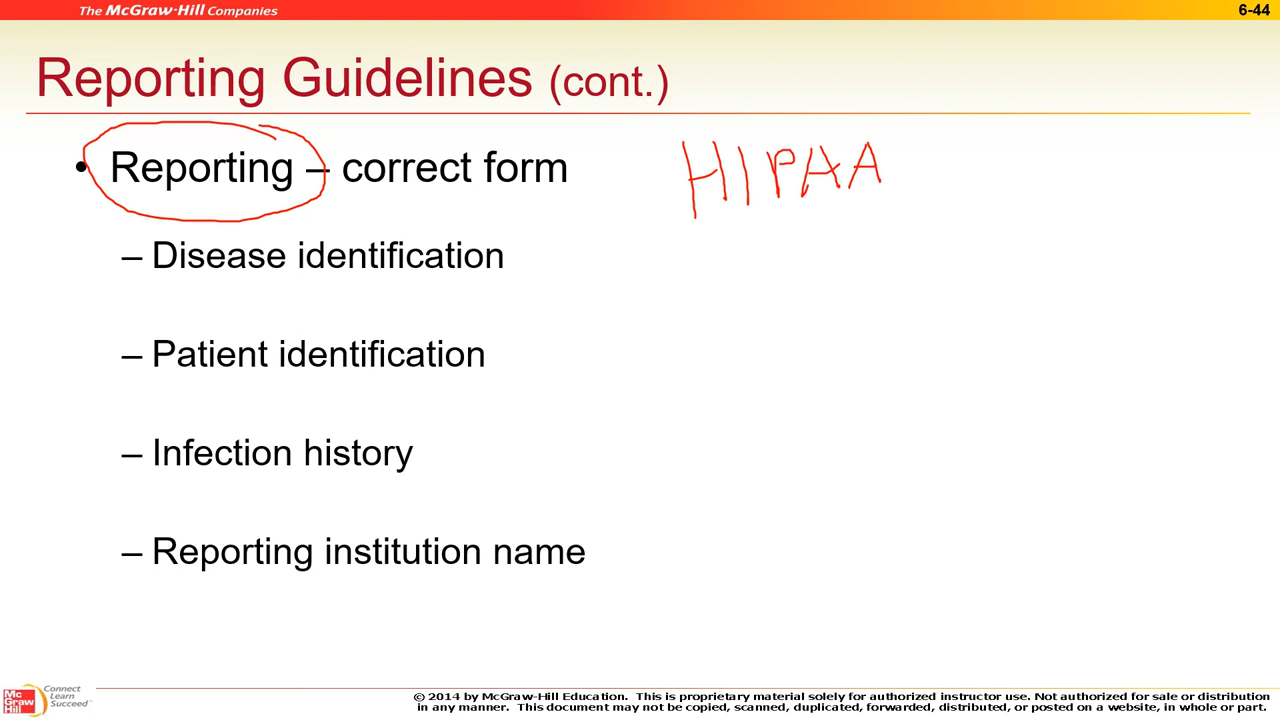 The McGraw-Hill Companies
6-44
Reporting Guidelines (cont.)
• Reporting – correct form
HIPAA
– Disease identification
– Patient identification
– Infection history
– Reporting institution name
Mc
Graw
Hill
Connect
Learn
Succeed™
© 2014 by McGraw-Hill Education. This is proprietary material solely for authorized instructor use. Not authorized for sale or distribution
in any manner. This document may not be copied, scanned, duplicated, forwarded, distributed, or posted on a website, in whole or part.